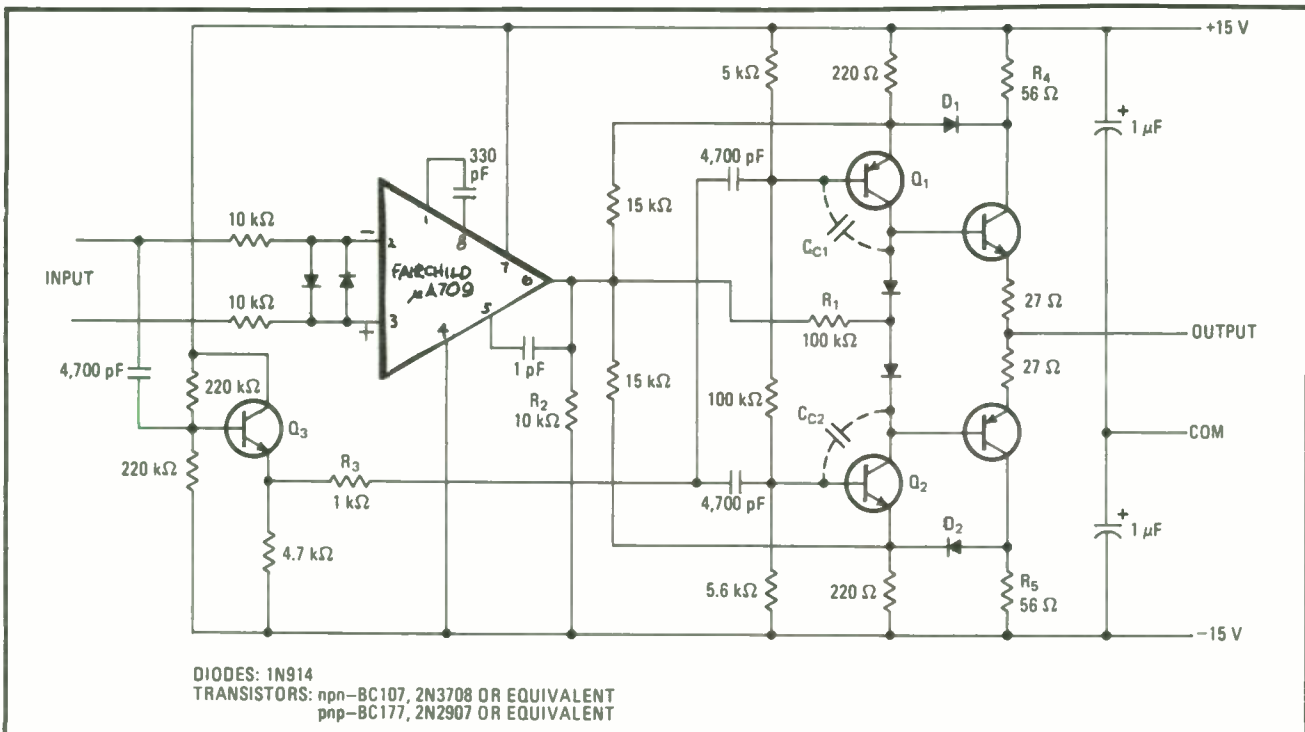 +15 V
5 kΩ
220 Ω
R4
56 Ω
D1
+
1 μF
330
pF
4,700 pF
Q1
10 kΩ
1
8
15 kΩ
CC1
−
2
7
INPUT
FAIRCHILD
μA709
6
R1
100 kΩ
27 Ω
10 kΩ
3
+
4
5
OUTPUT
4,700 pF
220 kΩ
1 pF
15 kΩ
100 kΩ
27 Ω
R2
10 kΩ
CC2
COM
Q3
220 kΩ
R3
1 kΩ
4,700 pF
Q2
D2
+
1 μF
4.7 kΩ
5.6 kΩ
220 Ω
R5
56 Ω
−15 V
DIODES: 1N914
TRANSISTORS: npn−BC107, 2N3708 OR EQUIVALENT
pnp−BC177, 2N2907 OR EQUIVALENT